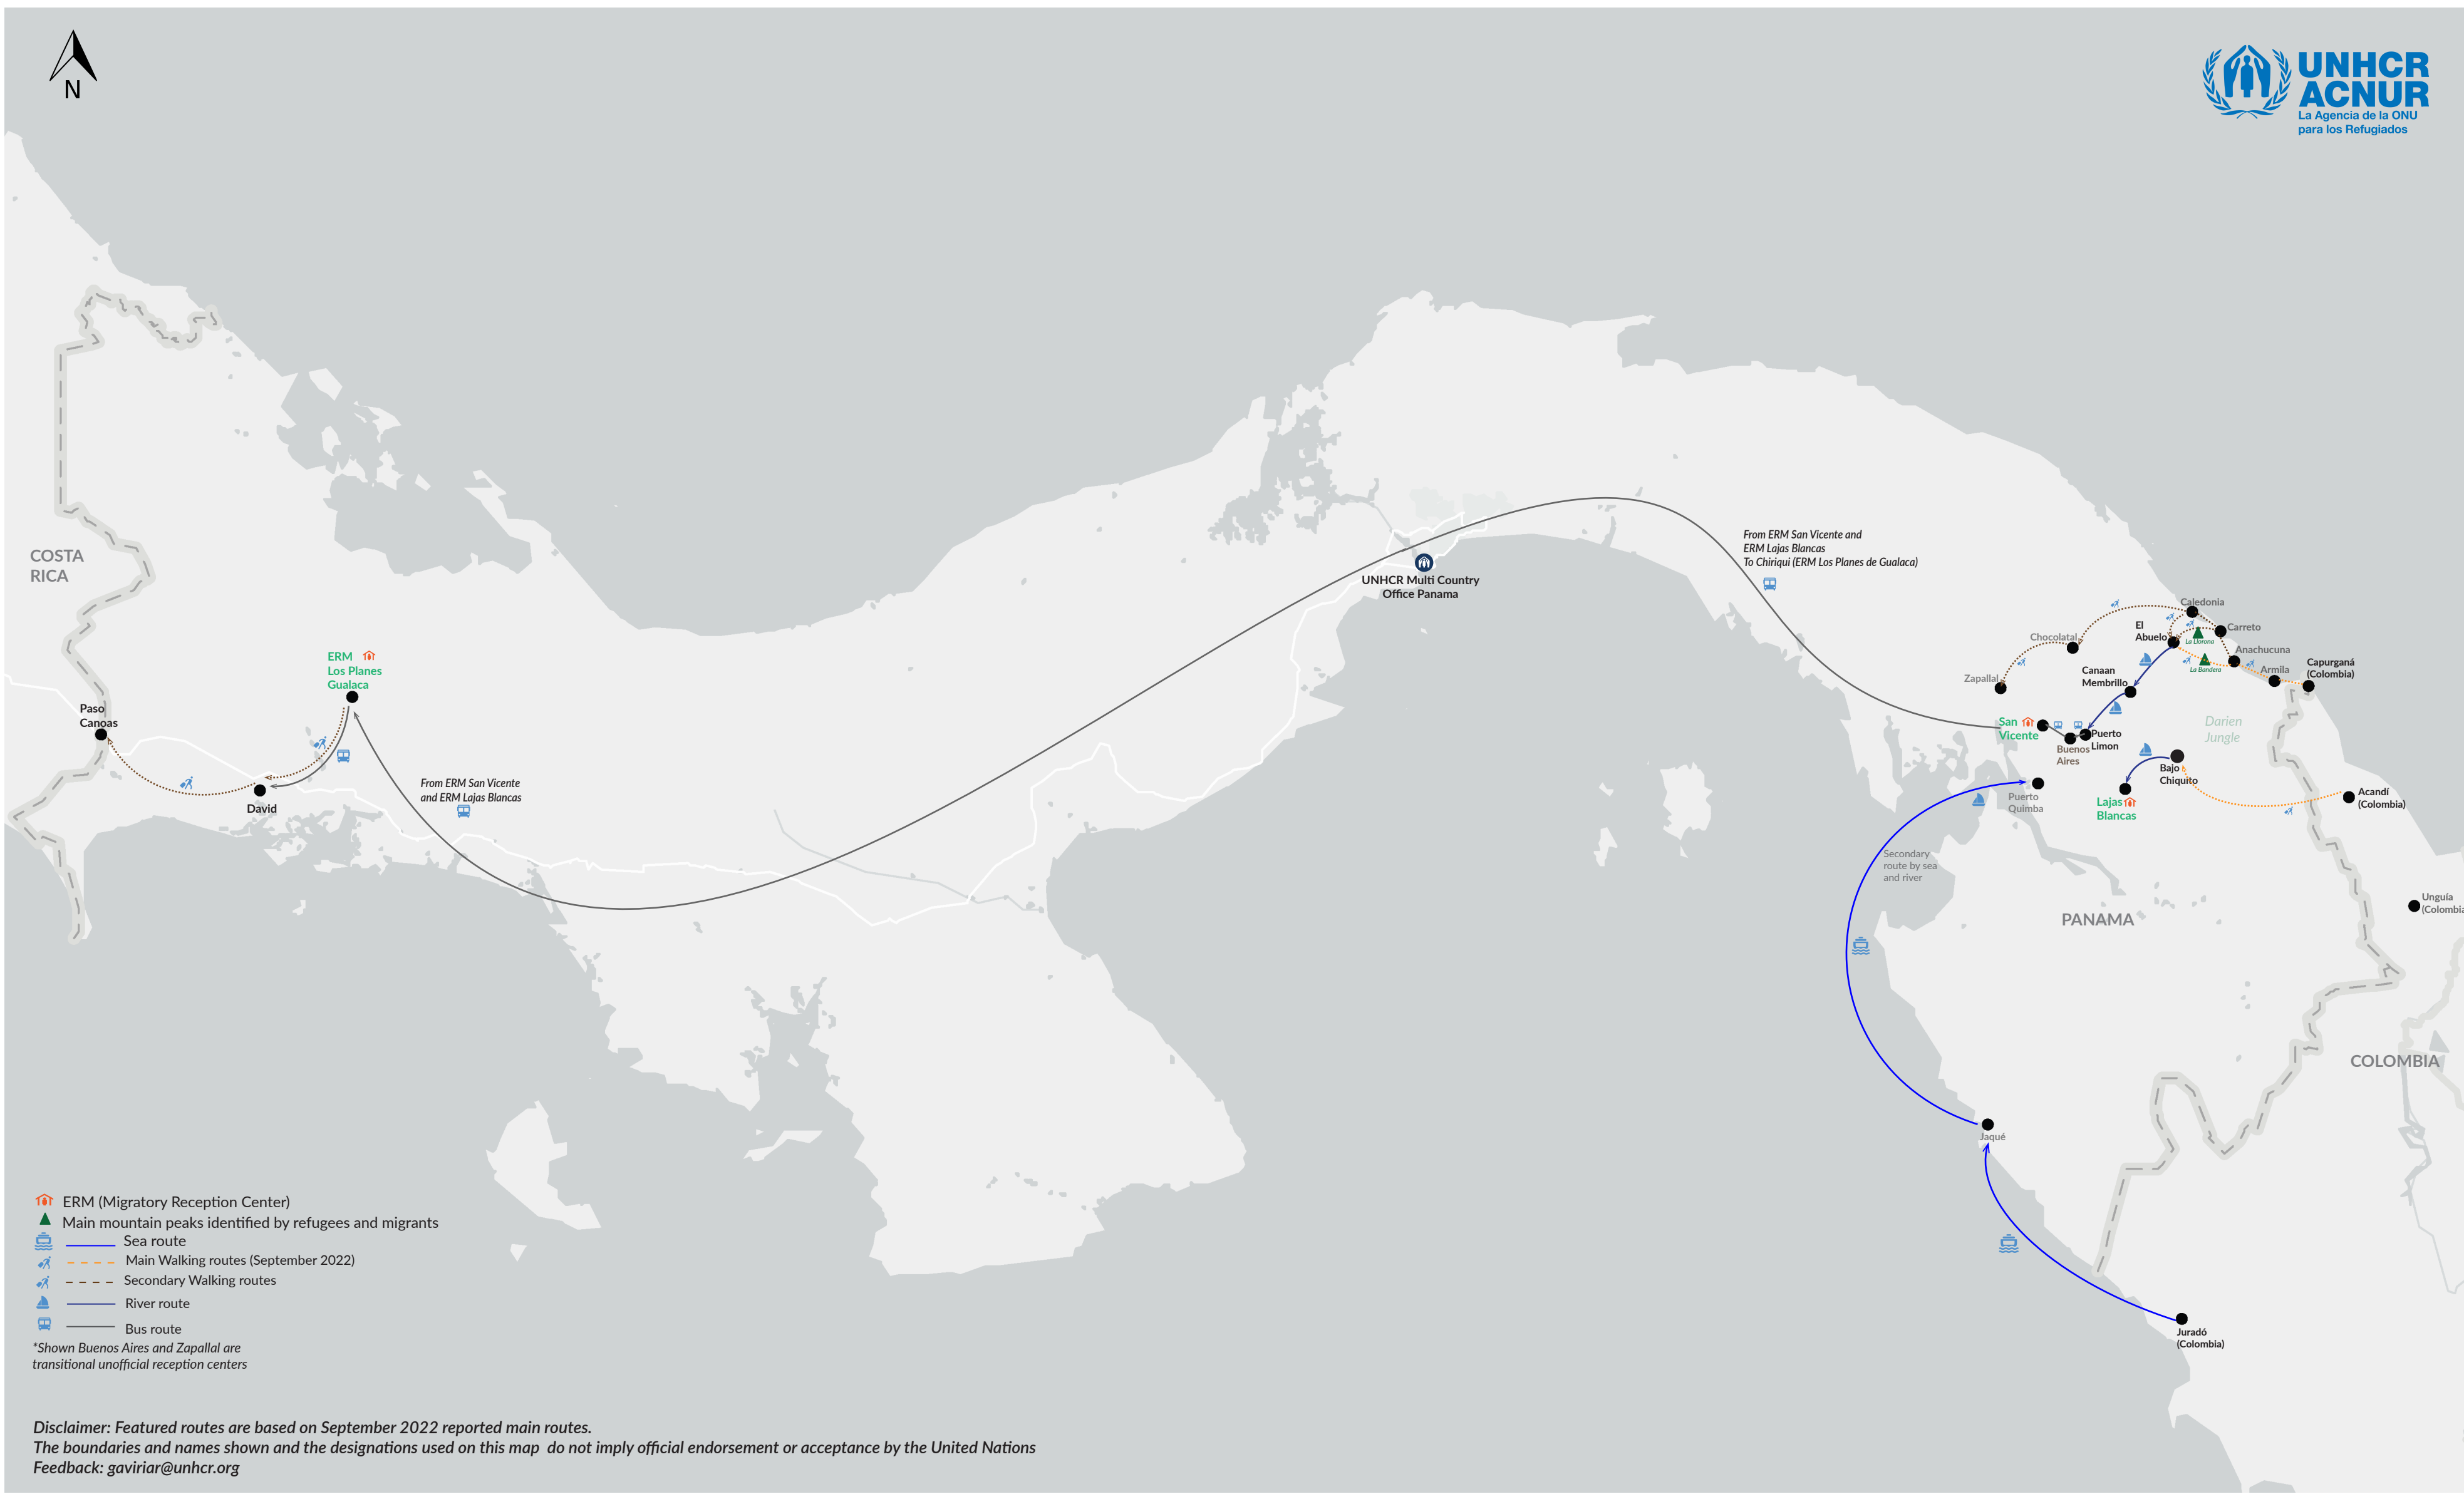 N
UNHCR
ACNUR
La Agencia de la ONU
para los Refugiados
COSTA
RICA
Paso
Canoas
ERM
Los Planes
Gualaca
David
From ERM San Vicente
and ERM Lajas Blancas
UNHCR Multi Country
Office Panama
From ERM San Vicente and
ERM Lajas Blancas
To Chiriqui (ERM Los Planes de Gualaca)
Caledonia
El
Abuelo
La Llorona
Carreto
Chocolatal
La Bandera
Anachucuna
Armila
Capurganá
(Colombia)
Zapallal
Canaan
Membrillo
San
Vicente
Puerto
Limon
Buenos
Aires
Darien
Jungle
Bajo
Chiquito
Puerto
Quimba
Lajas
Blancas
Acandí
(Colombia)
Secondary
route by sea
and river
Unguía
(Colombia
PANAMA
COLOMBIA
Jaqué
Juradó
(Colombia)
ERM (Migratory Reception Center)
Main mountain peaks identified by refugees and migrants
Sea route
Main Walking routes (September 2022)
Secondary Walking routes
River route
Bus route
*Shown Buenos Aires and Zapallal are
transitional unofficial reception centers
Disclaimer: Featured routes are based on September 2022 reported main routes.
The boundaries and names shown and the designations used on this map do not imply official endorsement or acceptance by the United Nations
Feedback: gaviriar@unhcr.org